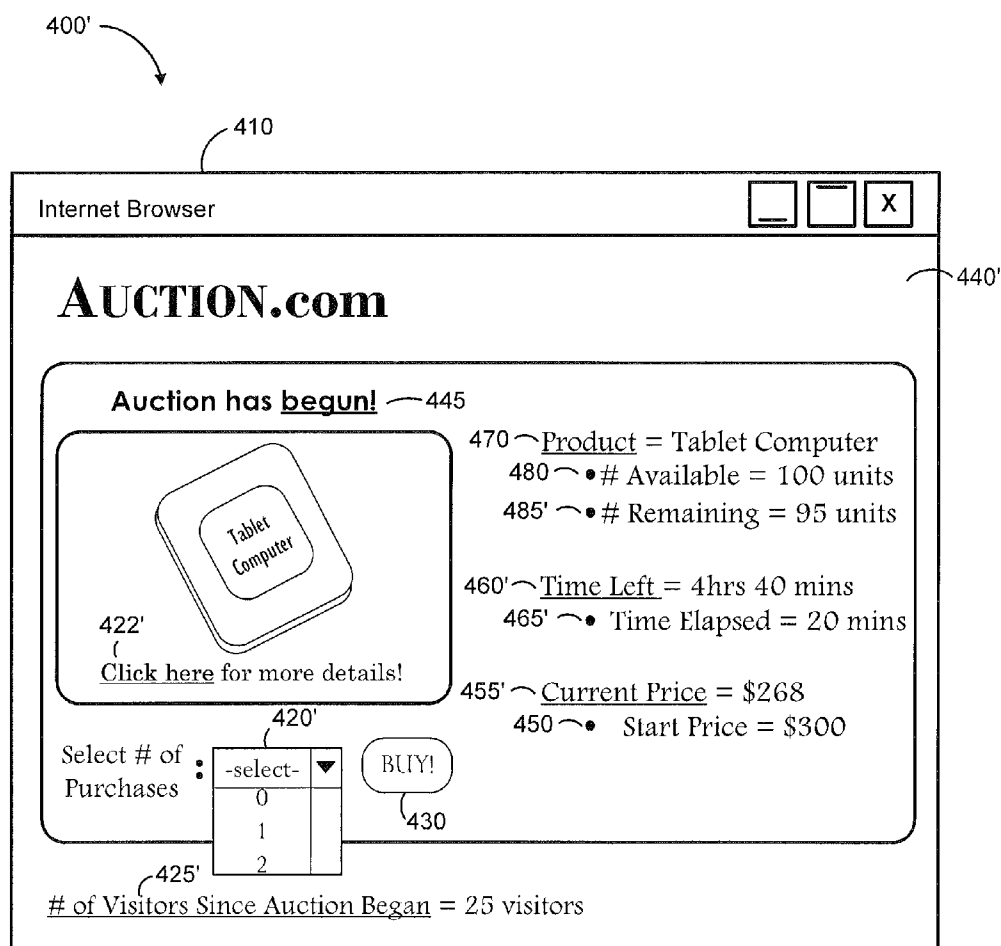 400'
410
Internet Browser
X
440'
AUCTION.com
Auction has begun! 445
470 Product = Tablet Computer
480 • # Available = 100 units
485' • # Remaining = 95 units
Tablet
Computer
460' Time Left = 4hrs 40 mins
465' • Time Elapsed = 20 mins
422'
Click here for more details!
455' Current Price = $268
450 • Start Price = $300
420'
Select # of
Purchases :
-select-
0
1
2
BUY!
430
425'
# of Visitors Since Auction Began = 25 visitors